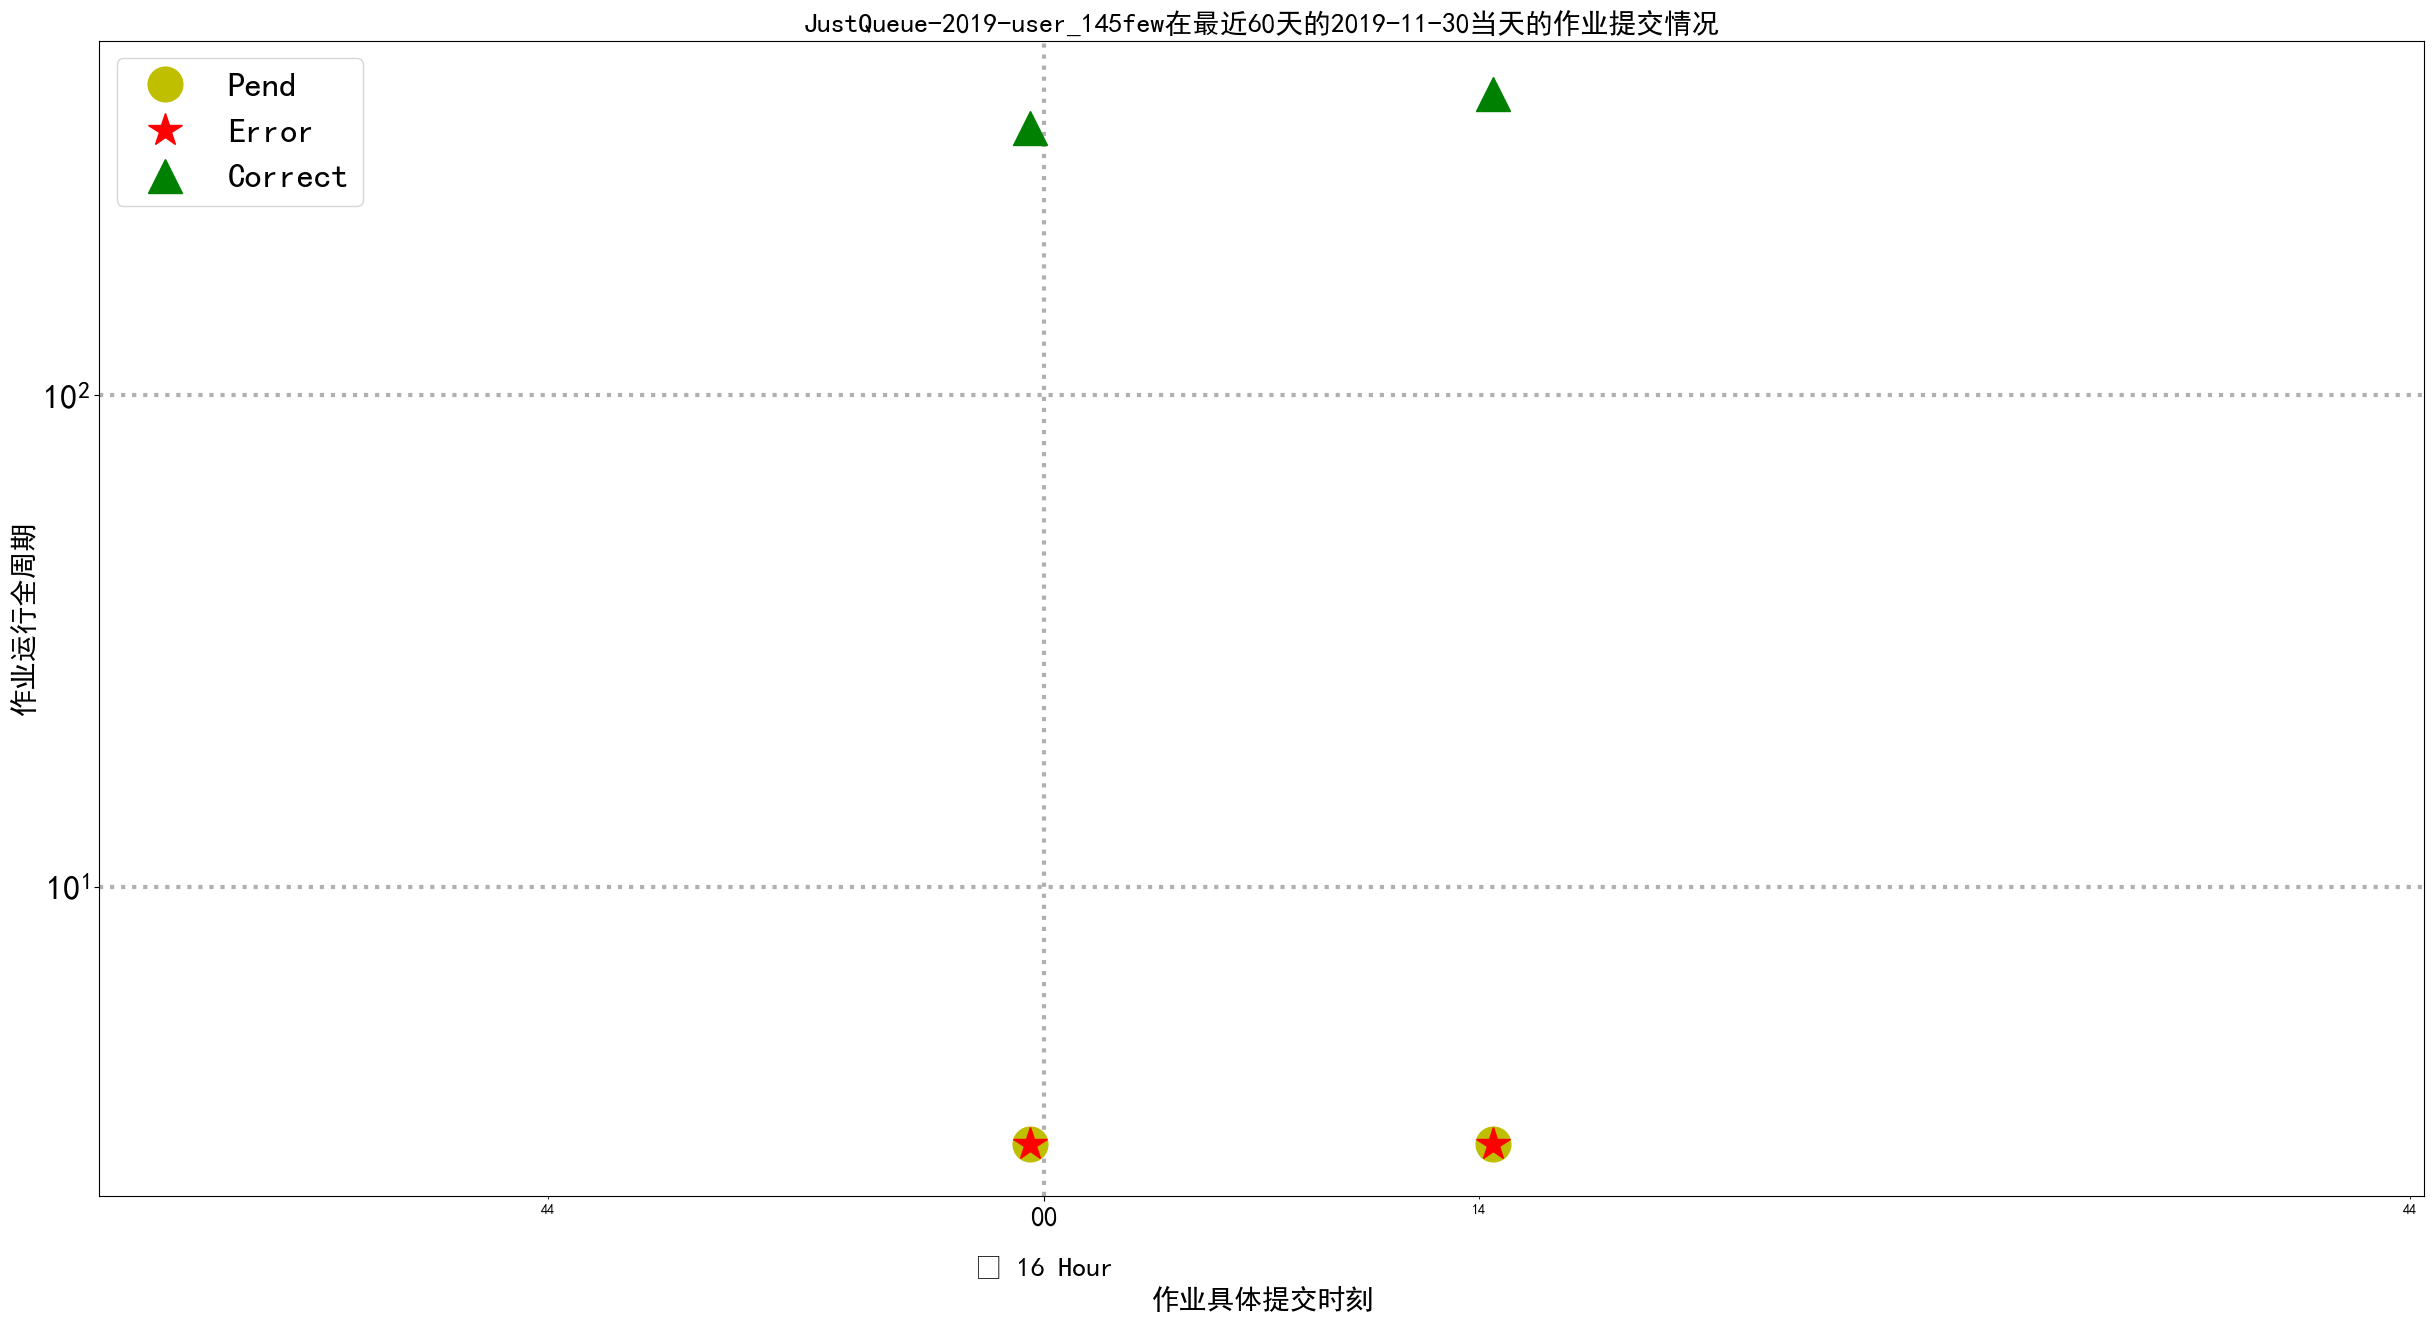 JustQueue-2019-user_145few在最近60天的2019-11-30当天的作业提交情况
Pend
Error
Correct
10²
10¹
作业运行全周期
44
00
14
44
□ 16 Hour
作业具体提交时刻